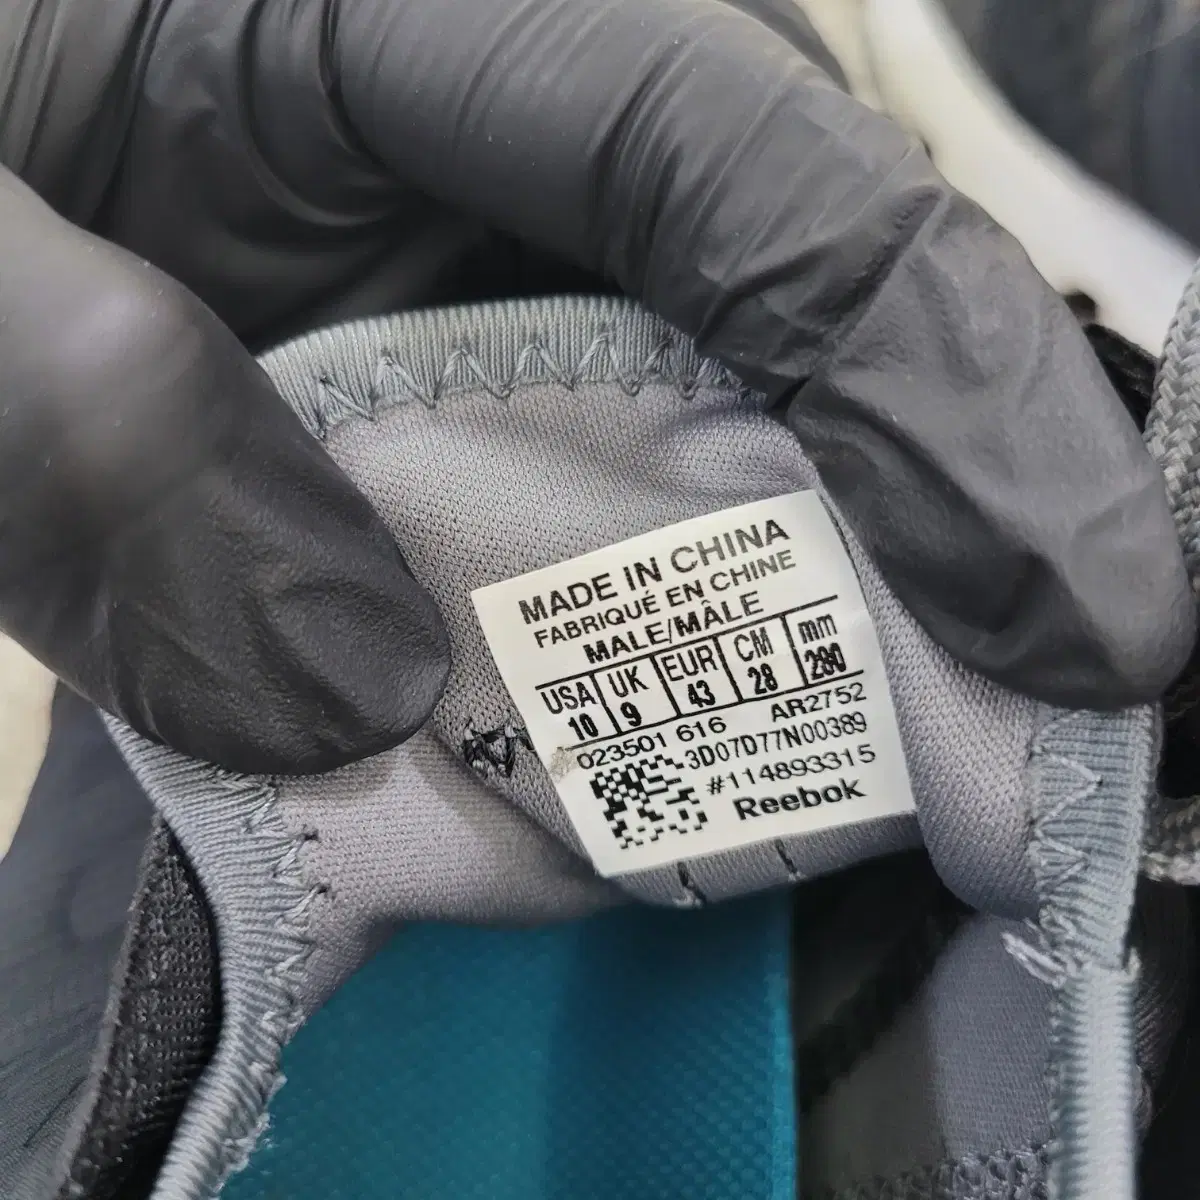 MADE IN CHINA
FABRIQUÉ EN CHINE
MALE/MÂLE
USA UK EUR CM mm
10 9 43 28 280
023501 616 AR2752
3D07D77N00389
#114893315
Reebok